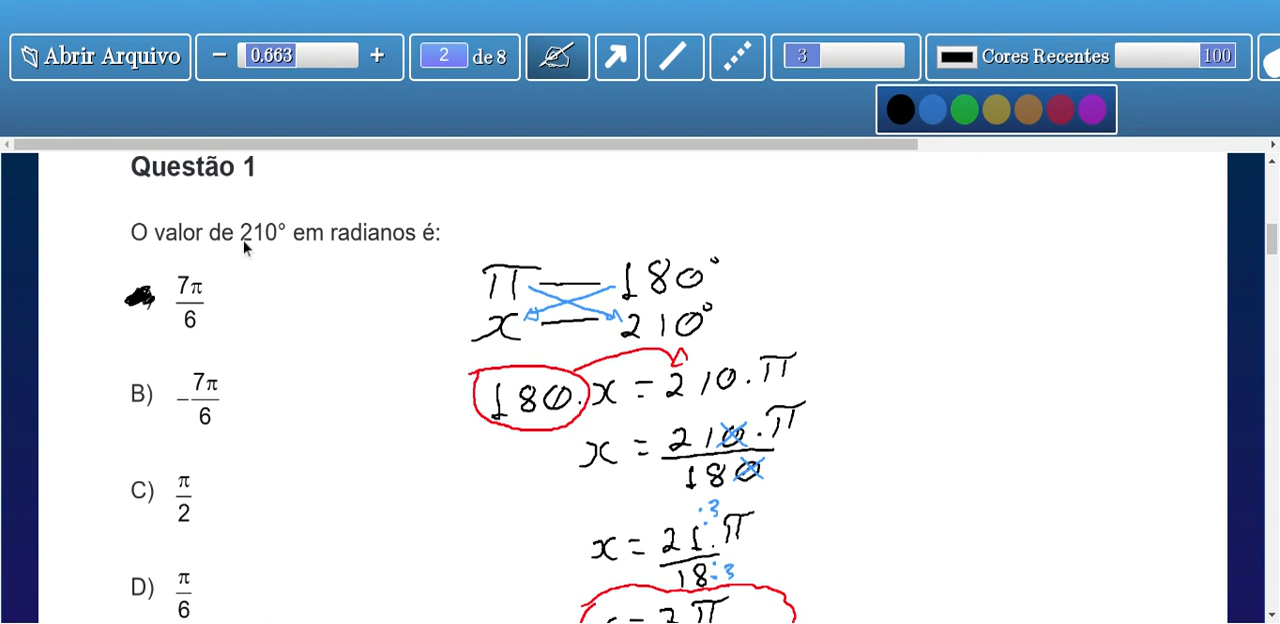 Abrir Arquivo − 0.663 + 2 de 8 3 Cores Recentes 100
Questão 1
O valor de 210° em radianos é:
7π/6
B) −7π/6
C) π/2
D) π/6
π — 180°
x — 210°
180.x = 210.π
x = 210.π/180
:3
x = 21.π/18
:3